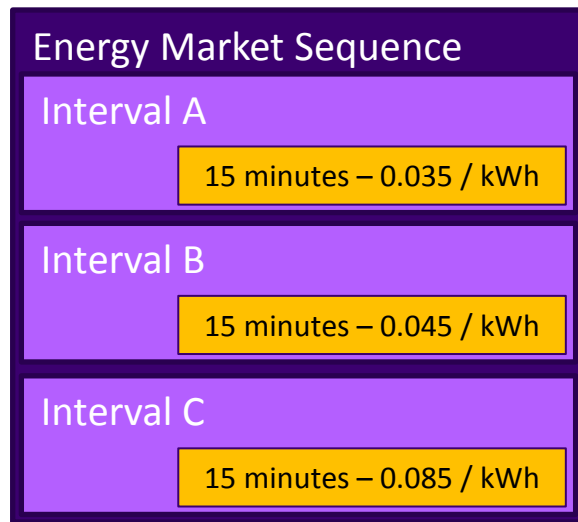 Energy Market Sequence
Interval A
15 minutes – 0.035 / kWh
Interval B
15 minutes – 0.045 / kWh
Interval C
15 minutes – 0.085 / kWh